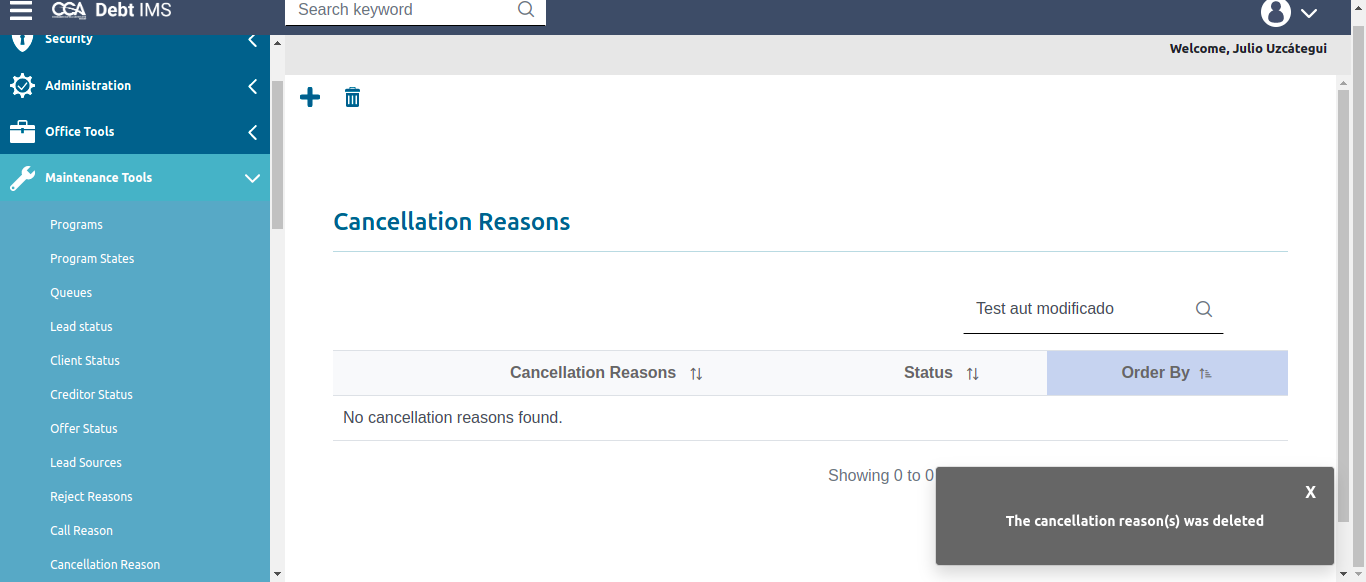 CGA Debt IMS
Search keyword
Welcome, Julio Uzcátegui
Security
Administration
Office Tools
Maintenance Tools
Programs
Program States
Queues
Lead status
Client Status
Creditor Status
Offer Status
Lead Sources
Reject Reasons
Call Reason
Cancellation Reason
Cancellation Reasons
Test aut modificado
Cancellation Reasons Status Order By
No cancellation reasons found.
Showing 0 to 0
X
The cancellation reason(s) was deleted